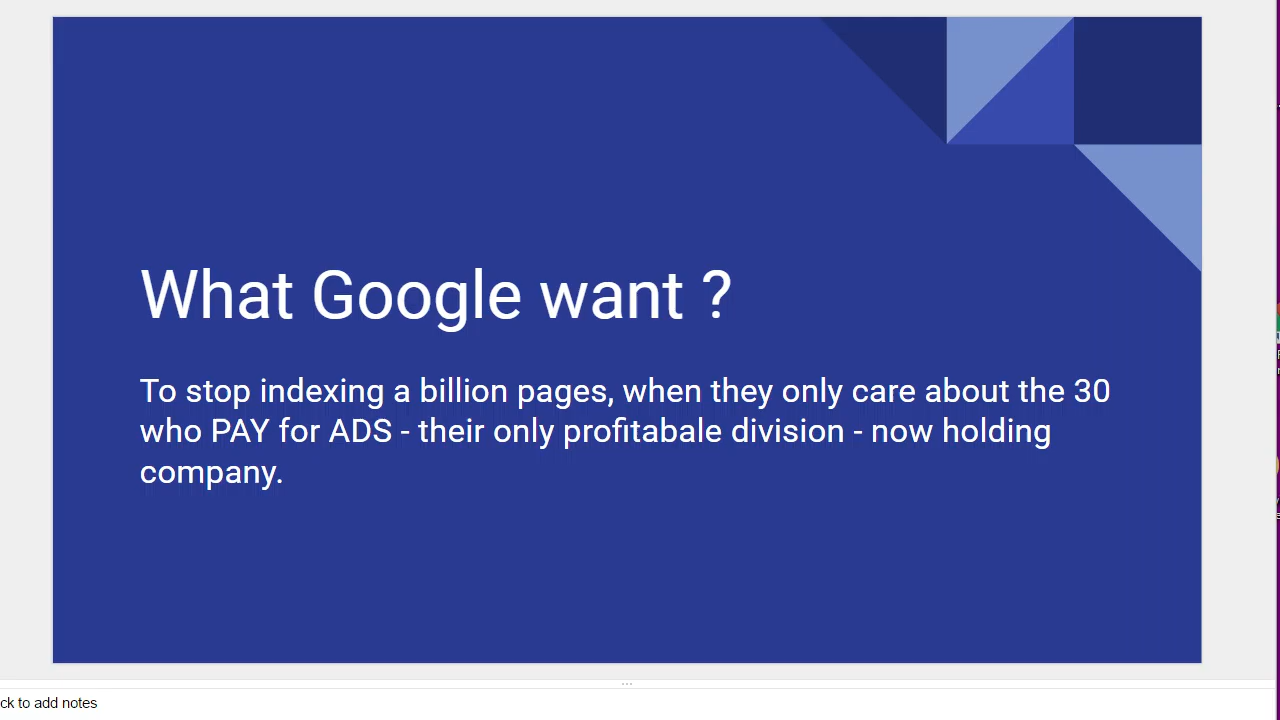 What Google want ?
To stop indexing a billion pages, when they only care about the 30
who PAY for ADS - their only profitabale division - now holding
company.
ck to add notes